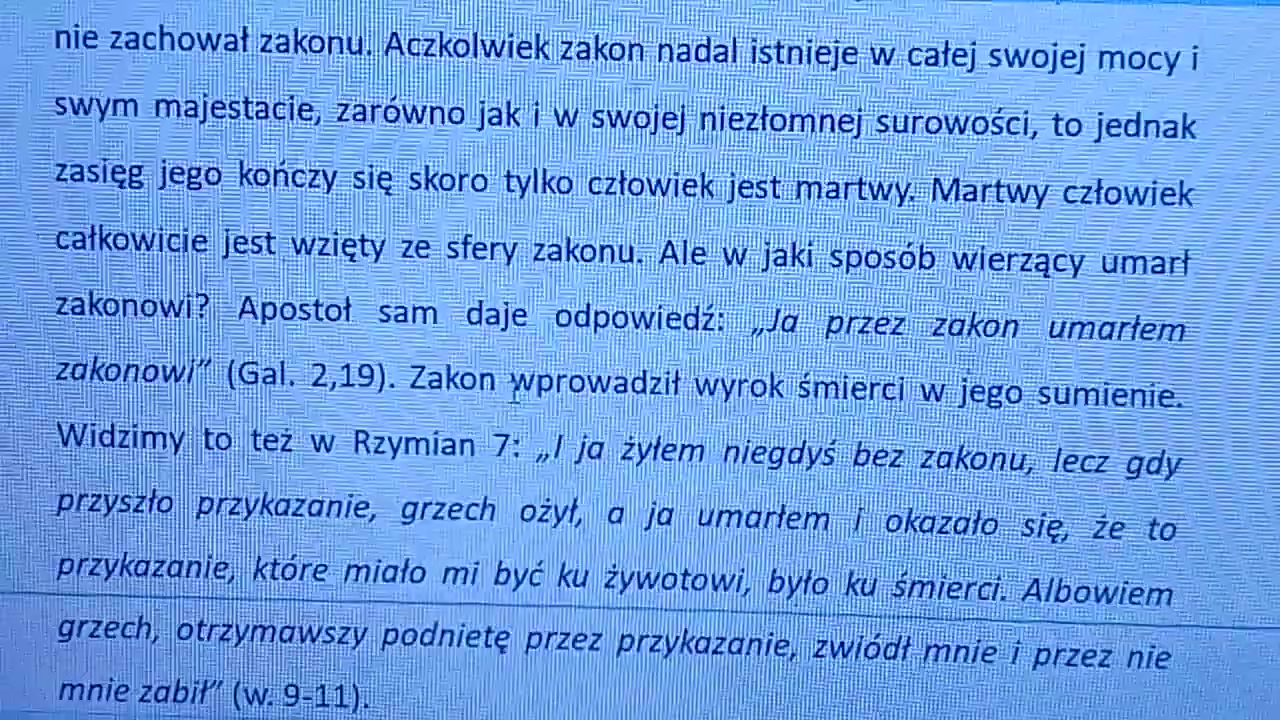 nie zachował zakonu. Aczkolwiek zakon nadal istnieje w całej swojej mocy i
swym majestacie, zarówno jak i w swojej niezłomnej surowości, to jednak
zasięg jego kończy się skoro tylko człowiek jest martwy. Martwy człowiek
całkowicie jest wzięty ze sfery zakonu. Ale w jaki sposób wierzący umarł
zakonowi? Apostoł sam daje odpowiedź: „Ja przez zakon umarłem
zakonowi” (Gal. 2,19). Zakon wprowadził wyrok śmierci w jego sumienie.
Widzimy to też w Rzymian 7: „I ja żyłem niegdyś bez zakonu, lecz gdy
przyszło przykazanie, grzech ożył, a ja umarłem i okazało się, że to
przykazanie, które miało mi być ku żywotowi, było ku śmierci. Albowiem
grzech, otrzymawszy podnietę przez przykazanie, zwiódł mnie i przez nie
mnie zabił” (w. 9-11).